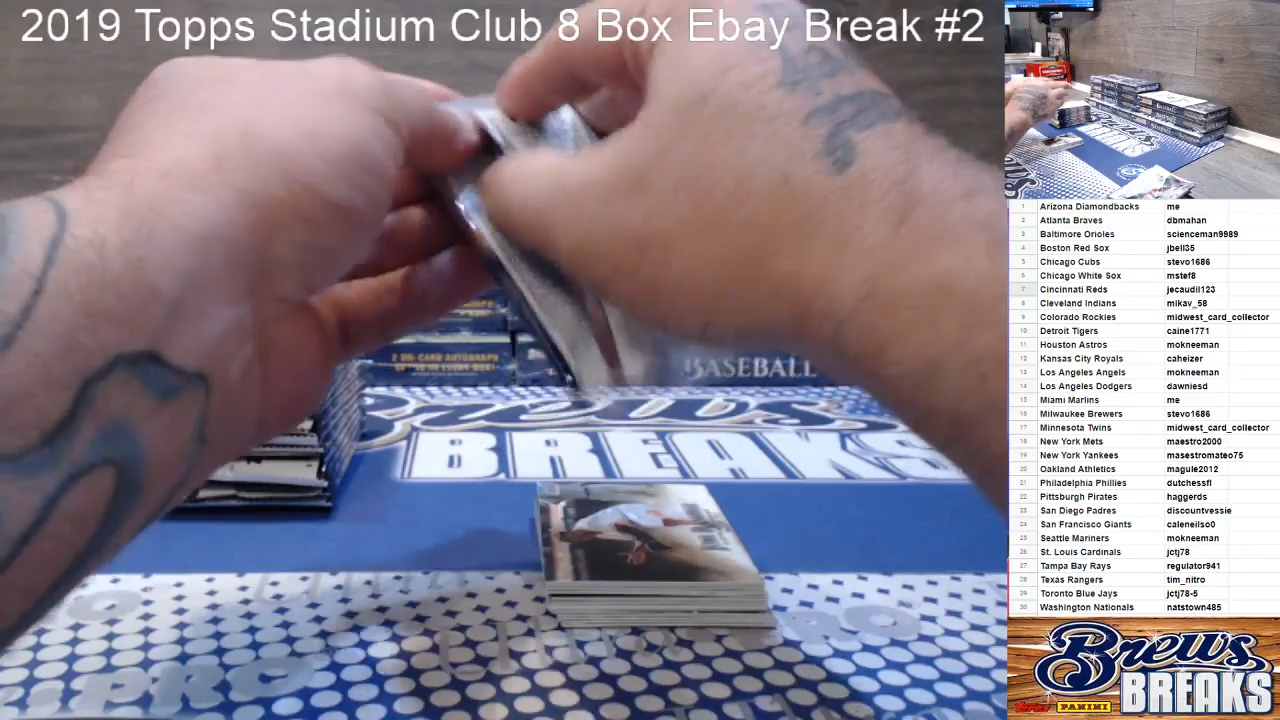 2019 Topps Stadium Club 8 Box Ebay Break #2
2 ON-CARD AUTOGRAPH
BASEBALL
Brews
BREAKS
1 Arizona Diamondbacks me
2 Atlanta Braves dbmahan
3 Baltimore Orioles scienceman9989
4 Boston Red Sox jbell35
5 Chicago Cubs stevo1686
6 Chicago White Sox mstef8
7 Cincinnati Reds jecaudil123
8 Cleveland Indians mikav_58
9 Colorado Rockies midwest_card_collector
10 Detroit Tigers caine1771
11 Houston Astros mokneeman
12 Kansas City Royals caheizer
13 Los Angeles Angels mokneeman
14 Los Angeles Dodgers dawniesd
15 Miami Marlins me
16 Milwaukee Brewers stevo1686
17 Minnesota Twins midwest_card_collector
18 New York Mets maestro2000
19 New York Yankees masestromateo75
20 Oakland Athletics magule2012
21 Philadelphia Phillies dutchessfl
22 Pittsburgh Pirates haggerds
23 San Diego Padres discountvessie
24 San Francisco Giants caleneilso0
25 Seattle Mariners mokneeman
26 St. Louis Cardinals jctj78
27 Tampa Bay Rays regulator941
28 Texas Rangers tim_nitro
29 Toronto Blue Jays jctj78-5
30 Washington Nationals natstown485
Brews
BREAKS
Topps PANINI